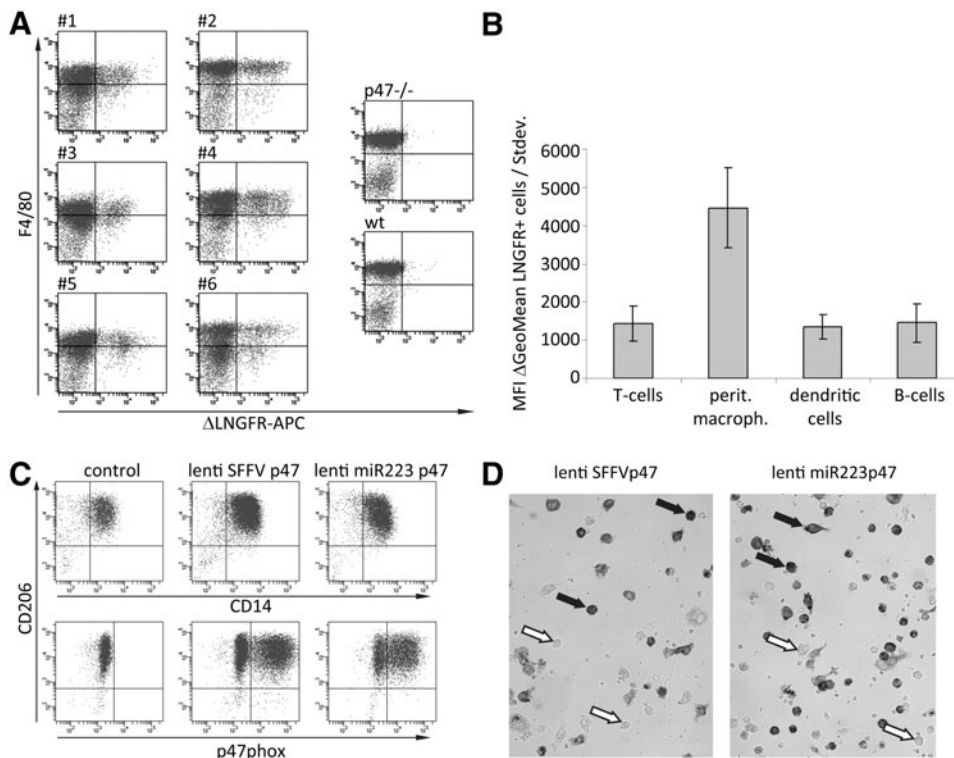 A
#1 #2
#3 #4
#5 #6
p47-/-
wt
F4/80
ΔLNGFR-APC
B
MFI ΔGeoMean LNGFR+ cells / Stdev.
6000
5000
4000
3000
2000
1000
0
T-cells
perit. macroph.
dendritic cells
B-cells
C
control lenti SFFV p47 lenti miR223 p47
CD206
CD14
p47phox
D
lenti SFFVp47 lenti miR223p47